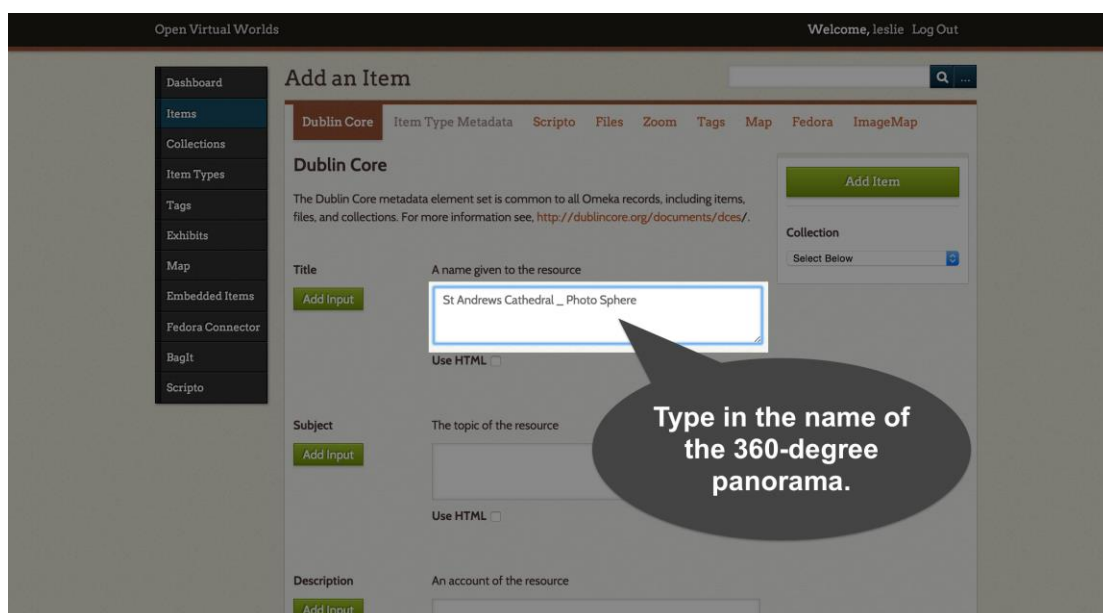 Open Virtual Worlds
Welcome, leslie Log Out
Dashboard
Items
Collections
Item Types
Tags
Exhibits
Map
Embedded Items
Fedora Connector
BagIt
Scripto
Add an Item
...
Dublin Core Item Type Metadata Scripto Files Zoom Tags Map Fedora ImageMap
Dublin Core
The Dublin Core metadata element set is common to all Omeka records, including items,
files, and collections. For more information see, http://dublincore.org/documents/dces/.
Add Item
Collection
Select Below
Title
A name given to the resource
Add Input
St Andrews Cathedral _ Photo Sphere
Use HTML
Type in the name of
the 360-degree
panorama.
Subject
The topic of the resource
Add Input
Use HTML
Description
An account of the resource
Add Input